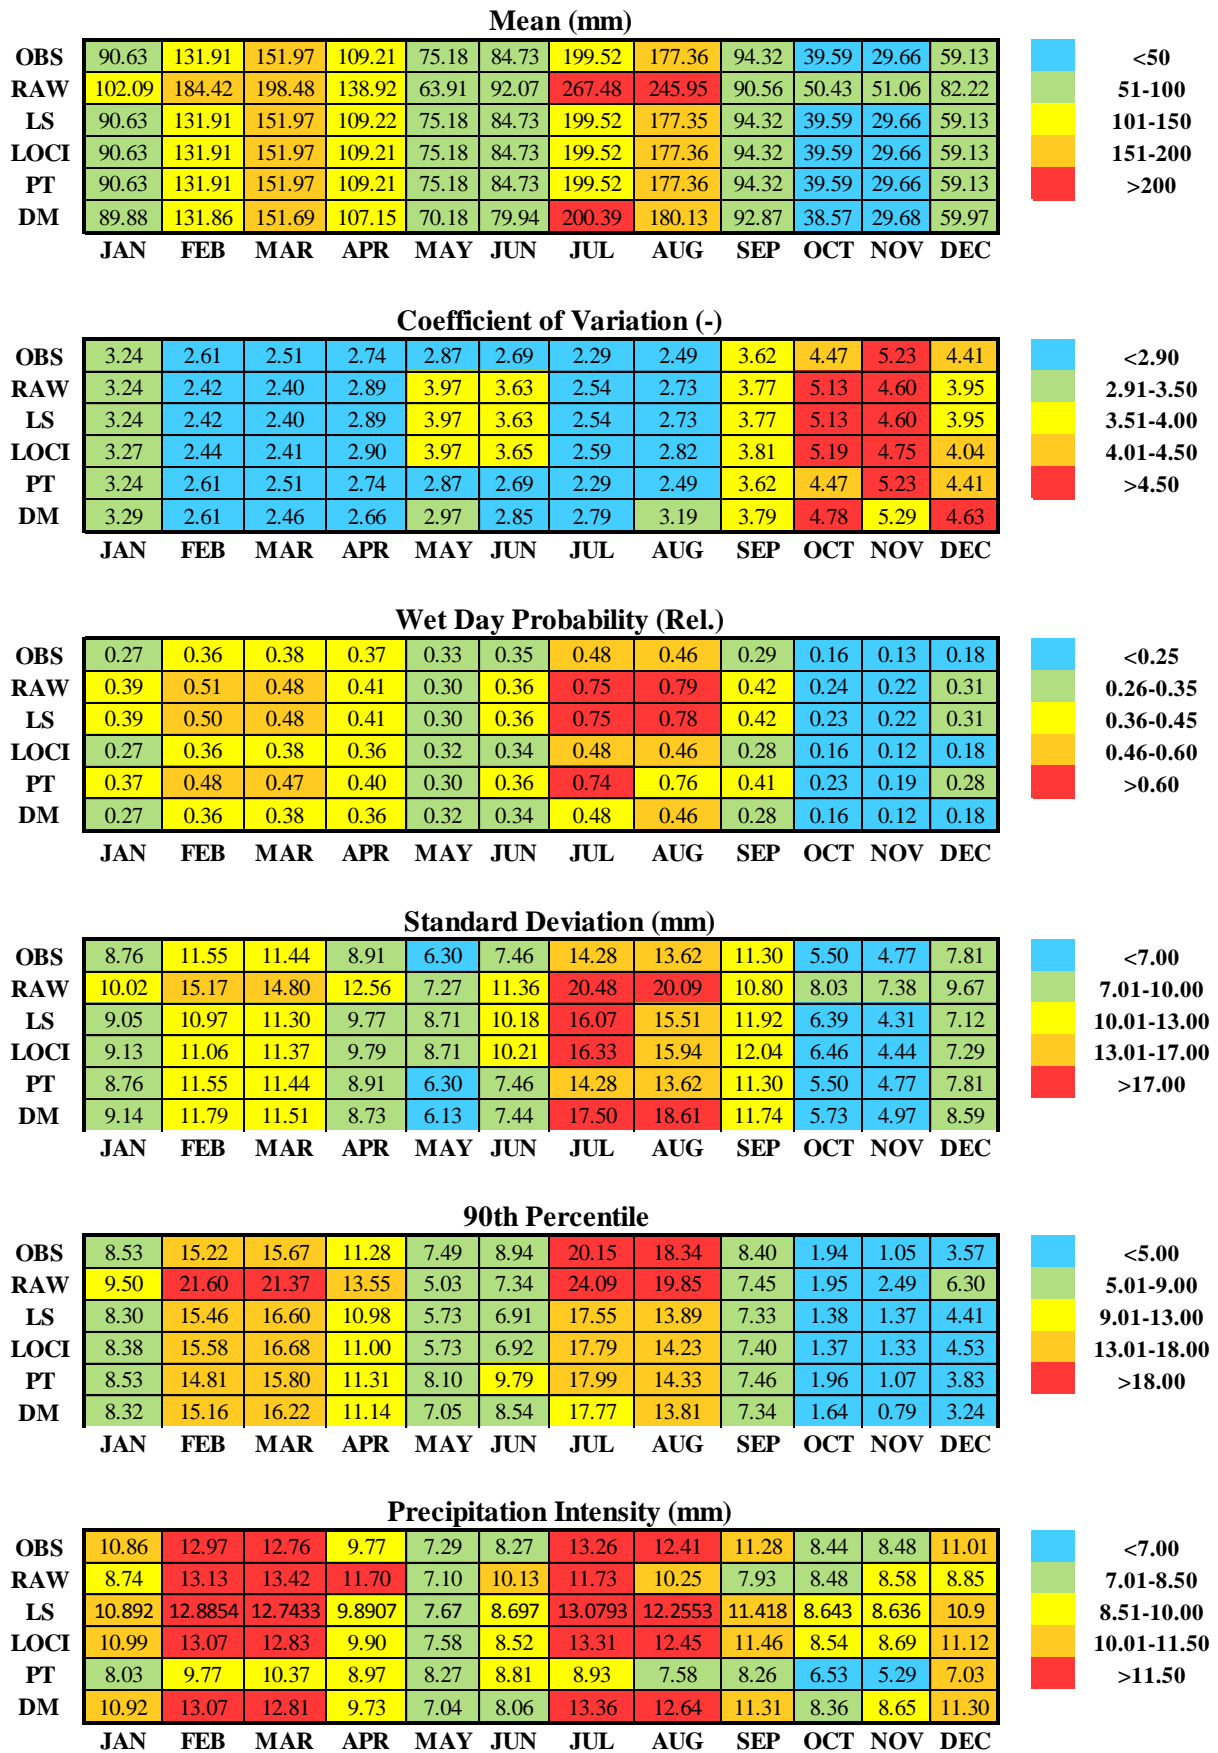 Mean (mm)
OBS 90.63 131.91 151.97 109.21 75.18 84.73 199.52 177.36 94.32 39.59 29.66 59.13 <50
RAW 102.09 184.42 198.48 138.92 63.91 92.07 267.48 245.95 90.56 50.43 51.06 82.22 51-100
LS 90.63 131.91 151.97 109.22 75.18 84.73 199.52 177.35 94.32 39.59 29.66 59.13 101-150
LOCI 90.63 131.91 151.97 109.21 75.18 84.73 199.52 177.36 94.32 39.59 29.66 59.13 151-200
PT 90.63 131.91 151.97 109.21 75.18 84.73 199.52 177.36 94.32 39.59 29.66 59.13 >200
DM 89.88 131.86 151.69 107.15 70.18 79.94 200.39 180.13 92.87 38.57 29.68 59.97
JAN FEB MAR APR MAY JUN JUL AUG SEP OCT NOV DEC
Coefficient of Variation (-)
OBS 3.24 2.61 2.51 2.74 2.87 2.69 2.29 2.49 3.62 4.47 5.23 4.41 <2.90
RAW 3.24 2.42 2.40 2.89 3.97 3.63 2.54 2.73 3.77 5.13 4.60 3.95 2.91-3.50
LS 3.24 2.42 2.40 2.89 3.97 3.63 2.54 2.73 3.77 5.13 4.60 3.95 3.51-4.00
LOCI 3.27 2.44 2.41 2.90 3.97 3.65 2.59 2.82 3.81 5.19 4.75 4.04 4.01-4.50
PT 3.24 2.61 2.51 2.74 2.87 2.69 2.29 2.49 3.62 4.47 5.23 4.41 >4.50
DM 3.29 2.61 2.46 2.66 2.97 2.85 2.79 3.19 3.79 4.78 5.29 4.63
JAN FEB MAR APR MAY JUN JUL AUG SEP OCT NOV DEC
Wet Day Probability (Rel.)
OBS 0.27 0.36 0.38 0.37 0.33 0.35 0.48 0.46 0.29 0.16 0.13 0.18 <0.25
RAW 0.39 0.51 0.48 0.41 0.30 0.36 0.75 0.79 0.42 0.24 0.22 0.31 0.26-0.35
LS 0.39 0.50 0.48 0.41 0.30 0.36 0.75 0.78 0.42 0.23 0.22 0.31 0.36-0.45
LOCI 0.27 0.36 0.38 0.36 0.32 0.34 0.48 0.46 0.28 0.16 0.12 0.18 0.46-0.60
PT 0.37 0.48 0.47 0.40 0.30 0.36 0.74 0.76 0.41 0.23 0.19 0.28 >0.60
DM 0.27 0.36 0.38 0.36 0.32 0.34 0.48 0.46 0.28 0.16 0.12 0.18
JAN FEB MAR APR MAY JUN JUL AUG SEP OCT NOV DEC
Standard Deviation (mm)
OBS 8.76 11.55 11.44 8.91 6.30 7.46 14.28 13.62 11.30 5.50 4.77 7.81 <7.00
RAW 10.02 15.17 14.80 12.56 7.27 11.36 20.48 20.09 10.80 8.03 7.38 9.67 7.01-10.00
LS 9.05 10.97 11.30 9.77 8.71 10.18 16.07 15.51 11.92 6.39 4.31 7.12 10.01-13.00
LOCI 9.13 11.06 11.37 9.79 8.71 10.21 16.33 15.94 12.04 6.46 4.44 7.29 13.01-17.00
PT 8.76 11.55 11.44 8.91 6.30 7.46 14.28 13.62 11.30 5.50 4.77 7.81 >17.00
DM 9.14 11.79 11.51 8.73 6.13 7.44 17.50 18.61 11.74 5.73 4.97 8.59
JAN FEB MAR APR MAY JUN JUL AUG SEP OCT NOV DEC
90th Percentile
OBS 8.53 15.22 15.67 11.28 7.49 8.94 20.15 18.34 8.40 1.94 1.05 3.57 <5.00
RAW 9.50 21.60 21.37 13.55 5.03 7.34 24.09 19.85 7.45 1.95 2.49 6.30 5.01-9.00
LS 8.30 15.46 16.60 10.98 5.73 6.91 17.55 13.89 7.33 1.38 1.37 4.41 9.01-13.00
LOCI 8.38 15.58 16.68 11.00 5.73 6.92 17.79 14.23 7.40 1.37 1.33 4.53 13.01-18.00
PT 8.53 14.81 15.80 11.31 8.10 9.79 17.99 14.33 7.46 1.96 1.07 3.83 >18.00
DM 8.32 15.16 16.22 11.14 7.05 8.54 17.77 13.81 7.34 1.64 0.79 3.24
JAN FEB MAR APR MAY JUN JUL AUG SEP OCT NOV DEC
Precipitation Intensity (mm)
OBS 10.86 12.97 12.76 9.77 7.29 8.27 13.26 12.41 11.28 8.44 8.48 11.01 <7.00
RAW 8.74 13.13 13.42 11.70 7.10 10.13 11.73 10.25 7.93 8.48 8.58 8.85 7.01-8.50
LS 10.892 12.8854 12.7433 9.8907 7.67 8.697 13.0793 12.2553 11.418 8.643 8.636 10.9 8.51-10.00
LOCI 10.99 13.07 12.83 9.90 7.58 8.52 13.31 12.45 11.46 8.54 8.69 11.12 10.01-11.50
PT 8.03 9.77 10.37 8.97 8.27 8.81 8.93 7.58 8.26 6.53 5.29 7.03 >11.50
DM 10.92 13.07 12.81 9.73 7.04 8.06 13.36 12.64 11.31 8.36 8.65 11.30
JAN FEB MAR APR MAY JUN JUL AUG SEP OCT NOV DEC